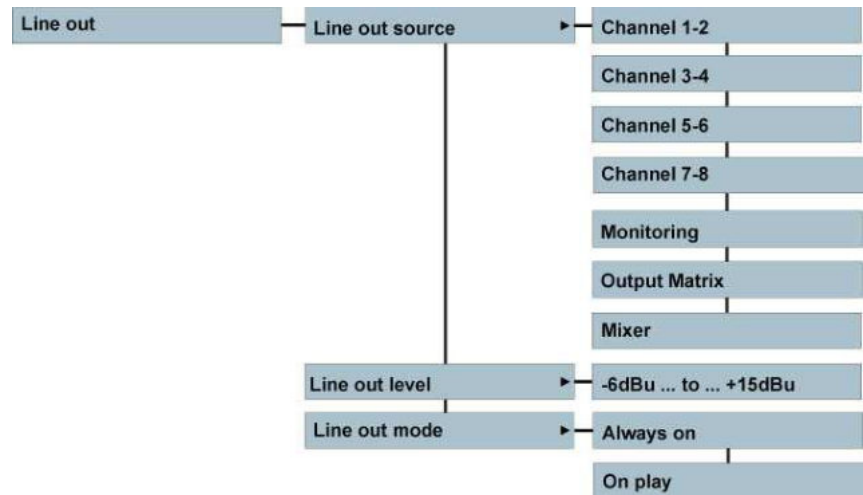 Line out
Line out source
Channel 1-2
Channel 3-4
Channel 5-6
Channel 7-8
Monitoring
Output Matrix
Mixer
Line out level
-6dBu ... to ... +15dBu
Line out mode
Always on
On play